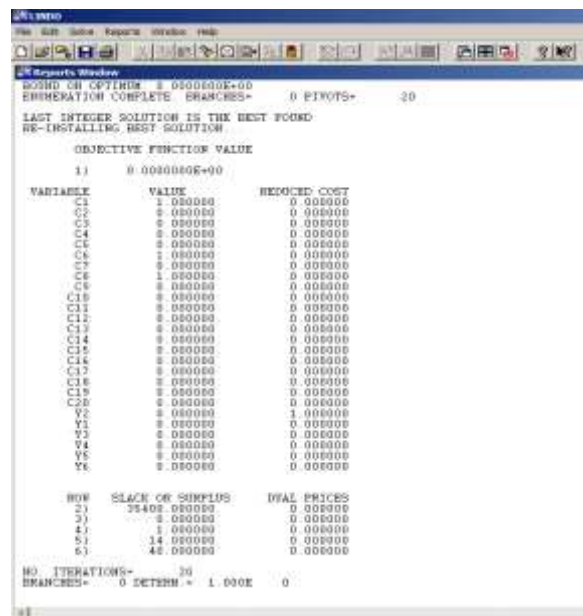 LINDO
File Edit Solve Reports Window Help
Reports Window
BOUND ON OPTIMUM: 0.0000000E+00
ENUMERATION COMPLETE. BRANCHES= 0 PIVOTS= 20
LAST INTEGER SOLUTION IS THE BEST FOUND
RE-INSTALLING BEST SOLUTION...
OBJECTIVE FUNCTION VALUE
1) 0.0000000E+00
VARIABLE VALUE REDUCED COST
C1 1.000000 0.000000
C2 0.000000 0.000000
C3 0.000000 0.000000
C4 0.000000 0.000000
C5 0.000000 0.000000
C6 1.000000 0.000000
C7 0.000000 0.000000
C8 1.000000 0.000000
C9 0.000000 0.000000
C10 0.000000 0.000000
C11 0.000000 0.000000
C12 0.000000 0.000000
C13 0.000000 0.000000
C14 0.000000 0.000000
C15 0.000000 0.000000
C16 0.000000 0.000000
C17 0.000000 0.000000
C18 0.000000 0.000000
C19 0.000000 0.000000
C20 0.000000 0.000000
Y2 0.000000 1.000000
Y1 0.000000 0.000000
Y3 0.000000 0.000000
Y4 0.000000 0.000000
Y5 0.000000 0.000000
Y6 0.000000 0.000000
ROW SLACK OR SURPLUS DUAL PRICES
2) 35400.000000 0.000000
3) 0.000000 0.000000
4) 1.000000 0.000000
5) 14.000000 0.000000
6) 40.000000 0.000000
NO. ITERATIONS= 20
BRANCHES= 0 DETERM.= 1.000E 0